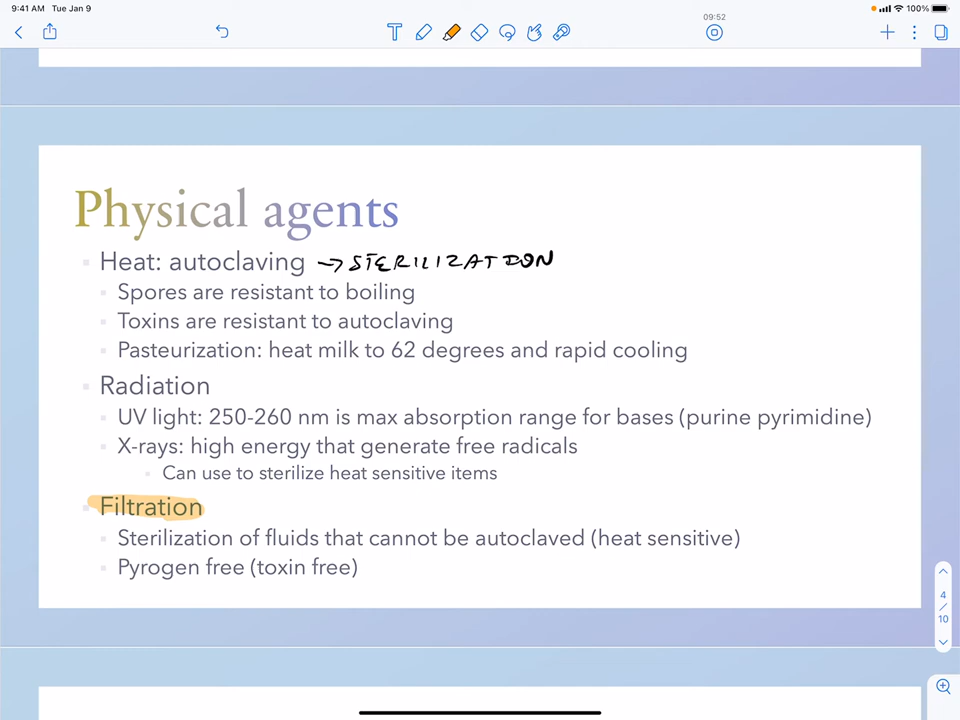 9:41 AM Tue Jan 9
100%
09:52
Physical agents
Heat: autoclaving → STERILIZATION
Spores are resistant to boiling
Toxins are resistant to autoclaving
Pasteurization: heat milk to 62 degrees and rapid cooling
Radiation
UV light: 250-260 nm is max absorption range for bases (purine pyrimidine)
X-rays: high energy that generate free radicals
Can use to sterilize heat sensitive items
Filtration
Sterilization of fluids that cannot be autoclaved (heat sensitive)
Pyrogen free (toxin free)
4
/
10